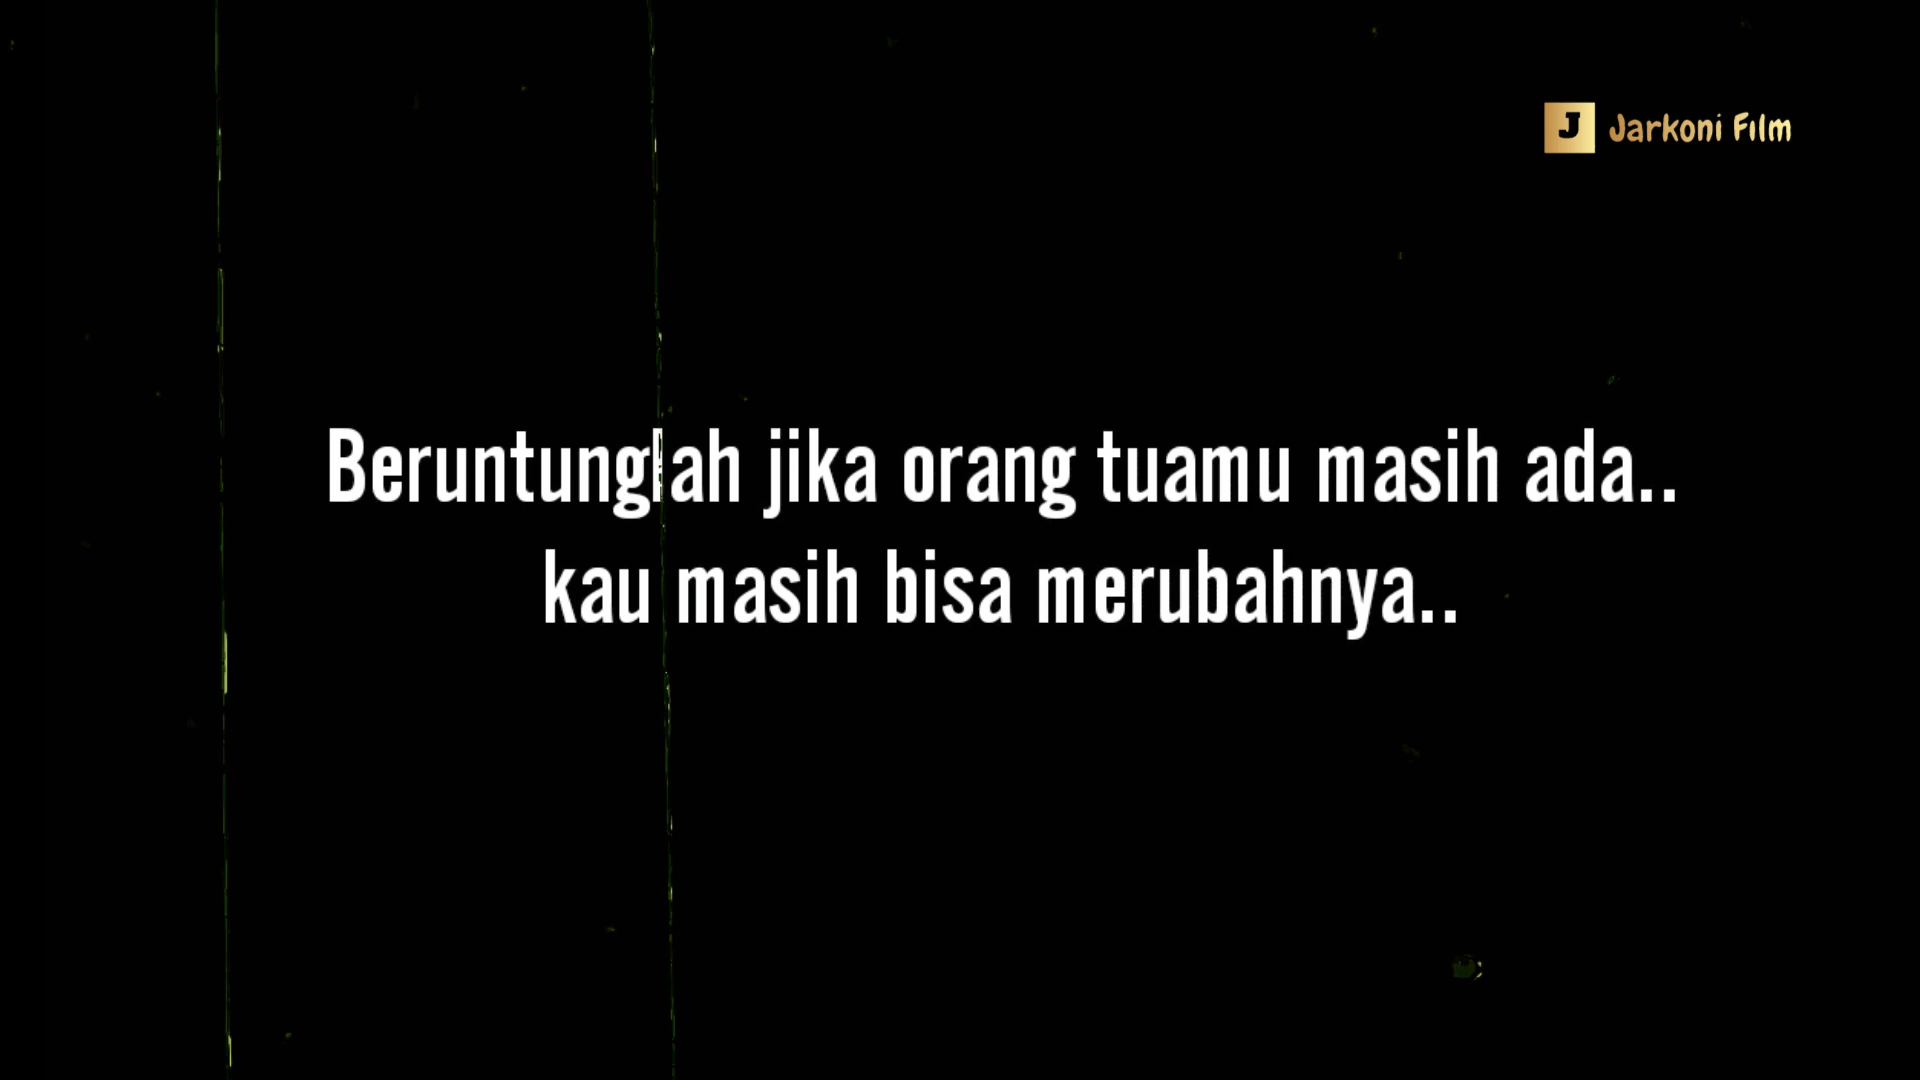 J Jarkoni Film
Beruntunglah jika orang tuamu masih ada..
kau masih bisa merubahnya..